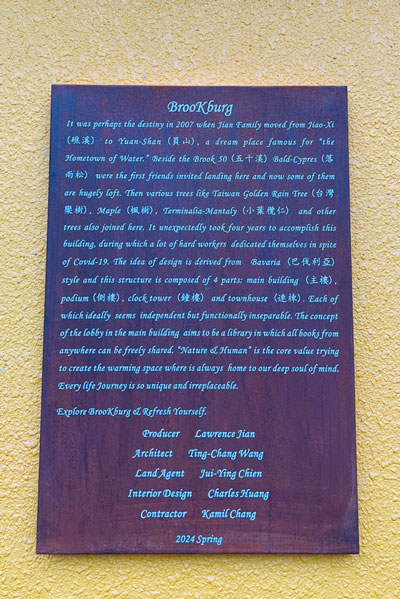 BrooKburg
It was perhaps the destiny in 2007 when Jian Family moved from Jiao-Xi
(礁溪) to Yuan-Shan (員山), a dream place famous for "the
Hometown of Water." Beside the Brook 50 (五十溪) Bald-Cypres (落
雨松) were the first friends invited landing here and now some of them
are hugely loft. Then various trees like Taiwan Golden Rain Tree (台灣
欒樹), Maple (楓樹), Terminalia-Mantaly (小葉欖仁) and other
trees also joined here. It unexpectedly took four years to accomplish this
building, during which a lot of hard workers dedicated themselves in spite
of Covid-19. The idea of design is derived from Bavaria (巴伐利亞)
style and this structure is composed of 4 parts: main building (主樓),
podium (側樓), clock tower (鐘樓) and townhouse (連棟). Each of
which ideally seems independent but functionally inseparable. The concept
of the lobby in the main building aims to be a library in which all books from
anywhere can be freely shared. "Nature & Human" is the core value trying
to create the warming space where is always home to our deep soul of mind.
Every life Journey is so unique and irreplaceable.
Explore BrooKburg & Refresh Yourself.
Producer Lawrence Jian
Architect Ting-Chang Wang
Land Agent Jui-Ying Chien
Interior Design Charles Huang
Contractor Kamil Chang
2024 Spring